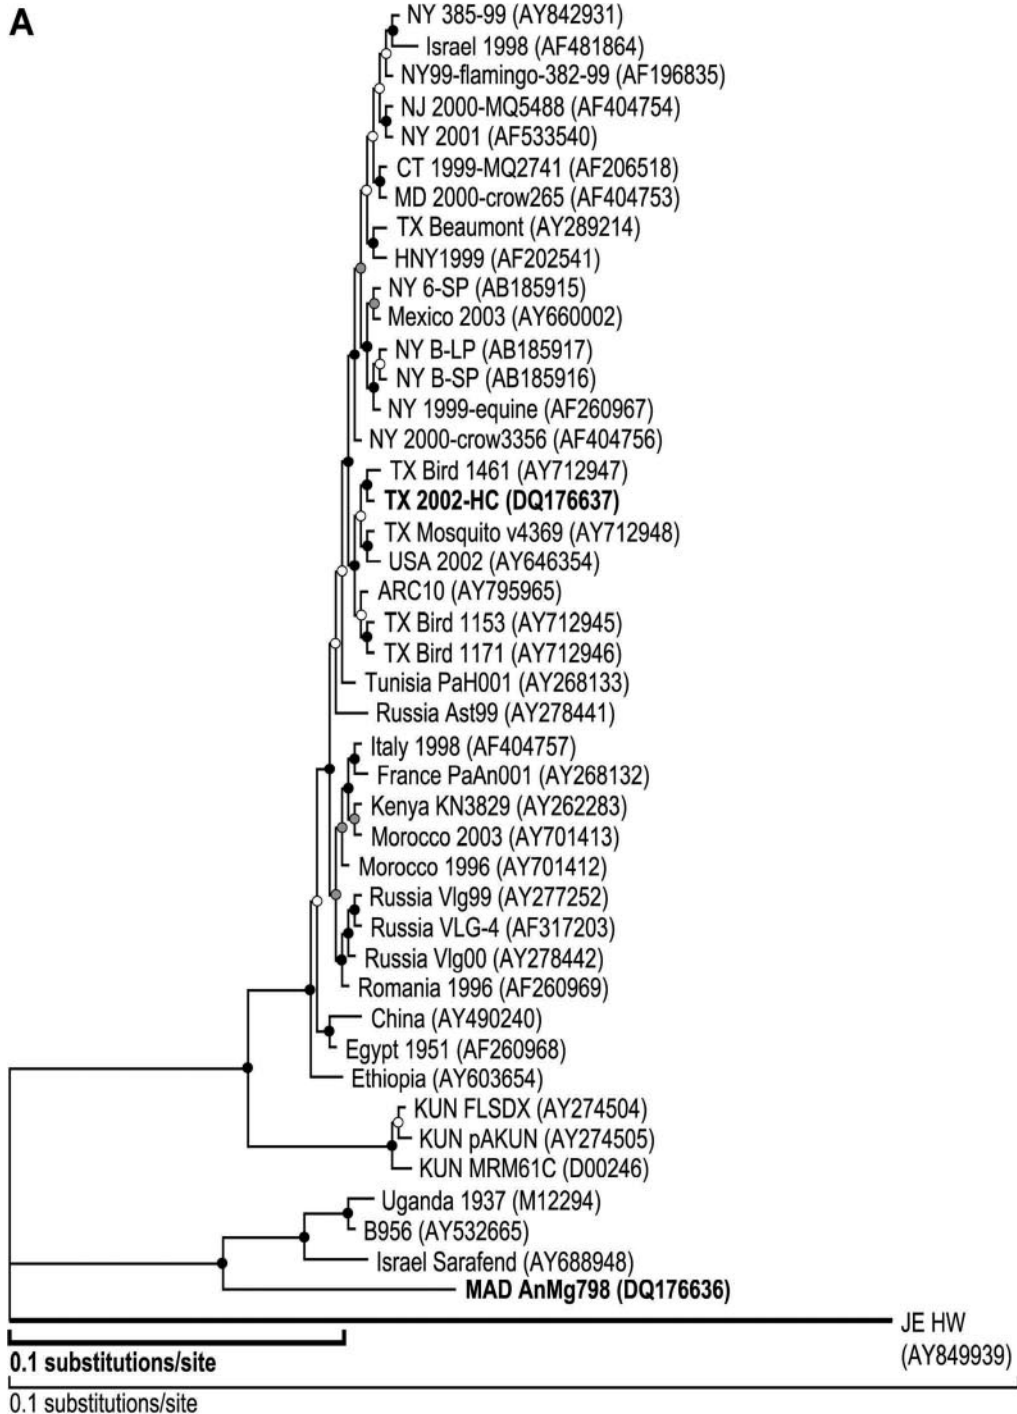 A
NY 385-99 (AY842931)
Israel 1998 (AF481864)
NY99-flamingo-382-99 (AF196835)
NJ 2000-MQ5488 (AF404754)
NY 2001 (AF533540)
CT 1999-MQ2741 (AF206518)
MD 2000-crow265 (AF404753)
TX Beaumont (AY289214)
HNY1999 (AF202541)
NY 6-SP (AB185915)
Mexico 2003 (AY660002)
NY B-LP (AB185917)
NY B-SP (AB185916)
NY 1999-equine (AF260967)
NY 2000-crow3356 (AF404756)
TX Bird 1461 (AY712947)
TX 2002-HC (DQ176637)
TX Mosquito v4369 (AY712948)
USA 2002 (AY646354)
ARC10 (AY795965)
TX Bird 1153 (AY712945)
TX Bird 1171 (AY712946)
Tunisia PaH001 (AY268133)
Russia Ast99 (AY278441)
Italy 1998 (AF404757)
France PaAn001 (AY268132)
Kenya KN3829 (AY262283)
Morocco 2003 (AY701413)
Morocco 1996 (AY701412)
Russia Vlg99 (AY277252)
Russia VLG-4 (AF317203)
Russia Vlg00 (AY278442)
Romania 1996 (AF260969)
China (AY490240)
Egypt 1951 (AF260968)
Ethiopia (AY603654)
KUN FLSDX (AY274504)
KUN pAKUN (AY274505)
KUN MRM61C (D00246)
Uganda 1937 (M12294)
B956 (AY532665)
Israel Sarafend (AY688948)
MAD AnMg798 (DQ176636)
JE HW
(AY849939)
0.1 substitutions/site
0.1 substitutions/site